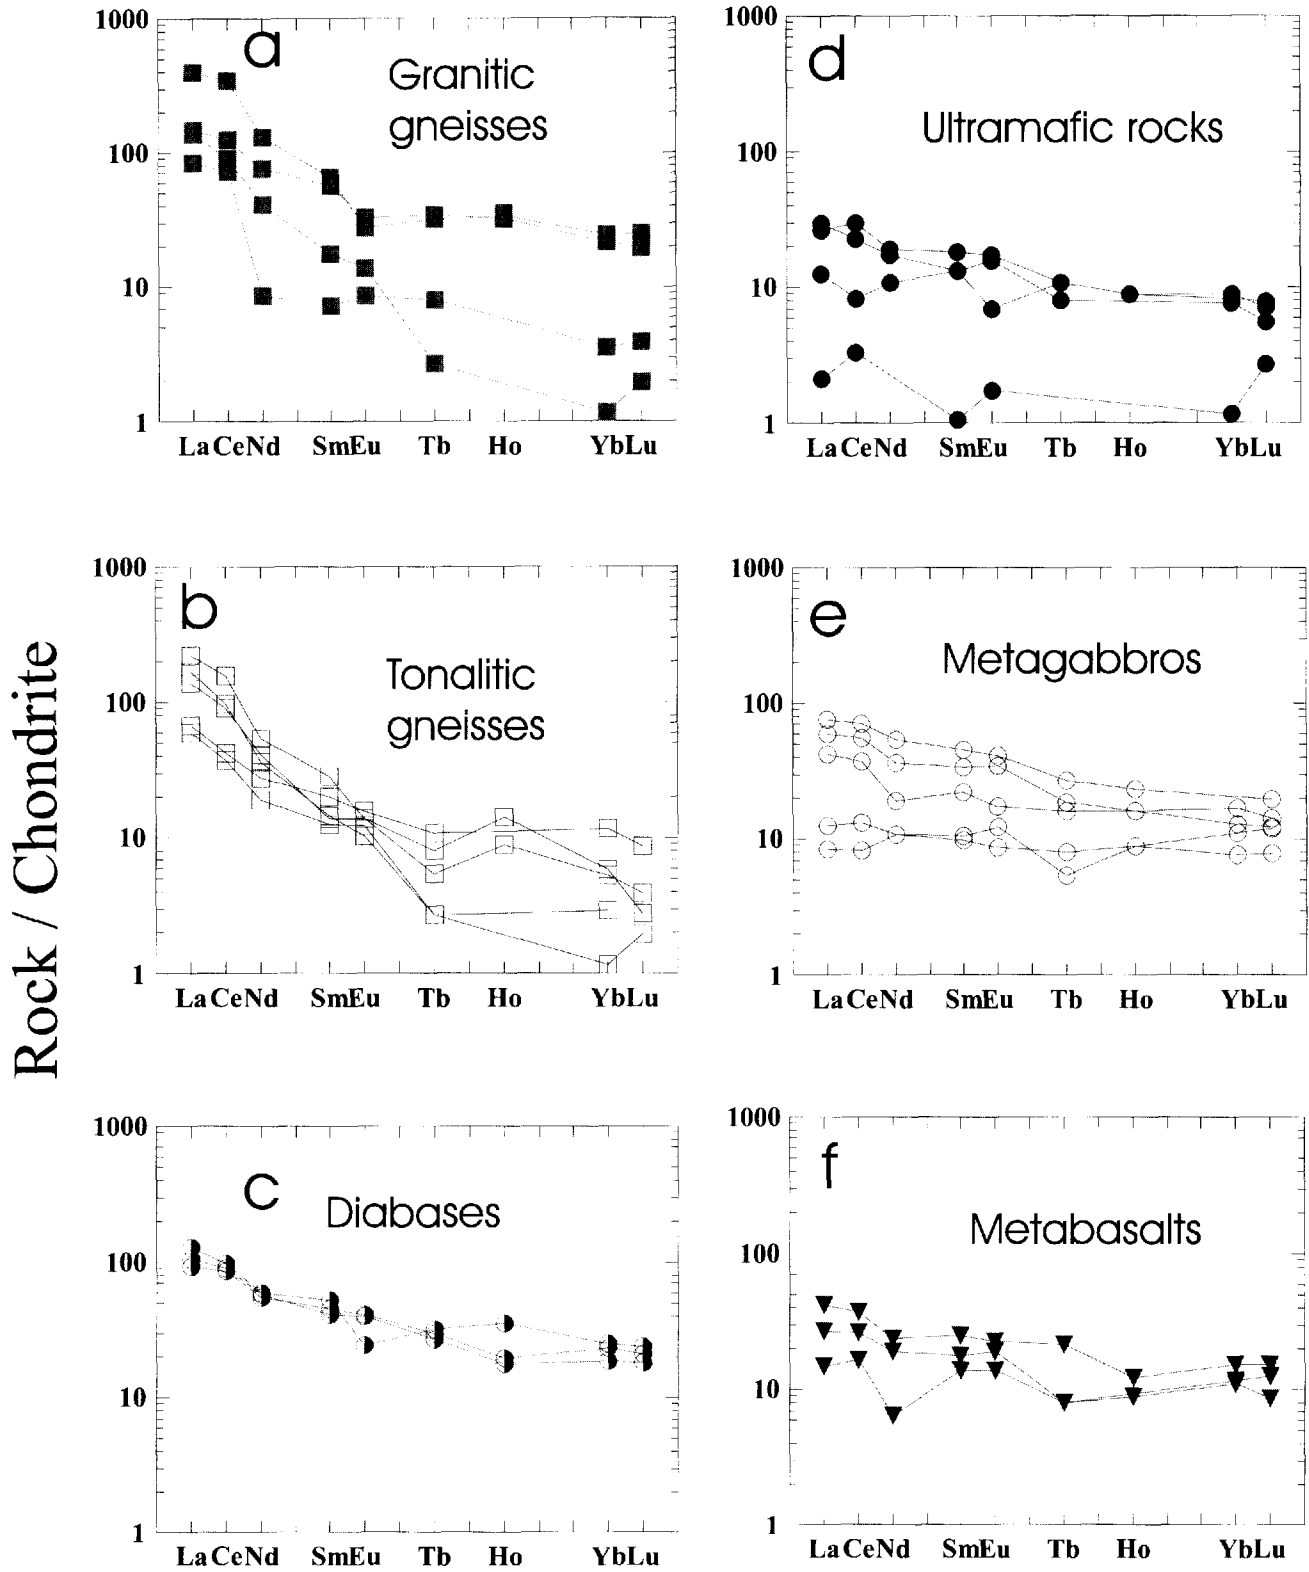 Rock / Chondrite
a
Granitic
gneisses
1000
100
10
1
La Ce Nd Sm Eu Tb Ho Yb Lu
d
Ultramafic rocks
1000
100
10
1
La Ce Nd Sm Eu Tb Ho Yb Lu
b
Tonalitic
gneisses
1000
100
10
1
La Ce Nd Sm Eu Tb Ho Yb Lu
e
Metagabbros
1000
100
10
1
La Ce Nd Sm Eu Tb Ho Yb Lu
c
Diabases
1000
100
10
1
La Ce Nd Sm Eu Tb Ho Yb Lu
f
Metabasalts
1000
100
10
1
La Ce Nd Sm Eu Tb Ho Yb Lu